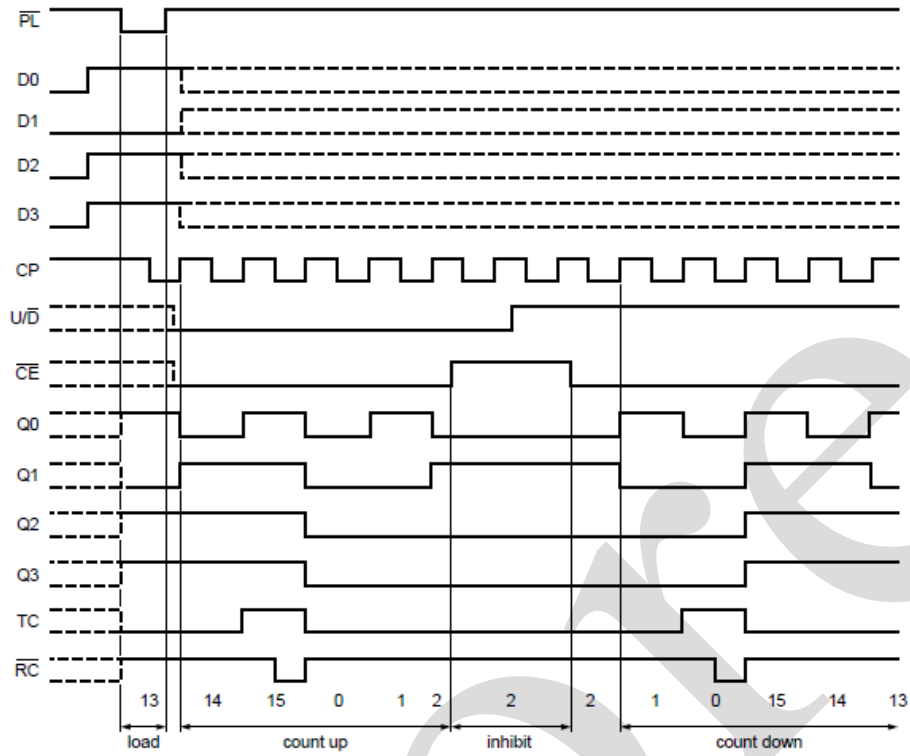 PL
D0
D1
D2
D3
CP
U/D
CE
Q0
Q1
Q2
Q3
TC
RC
13 14 15 0 1 2 2 2 1 0 15 14 13
load count up inhibit count down